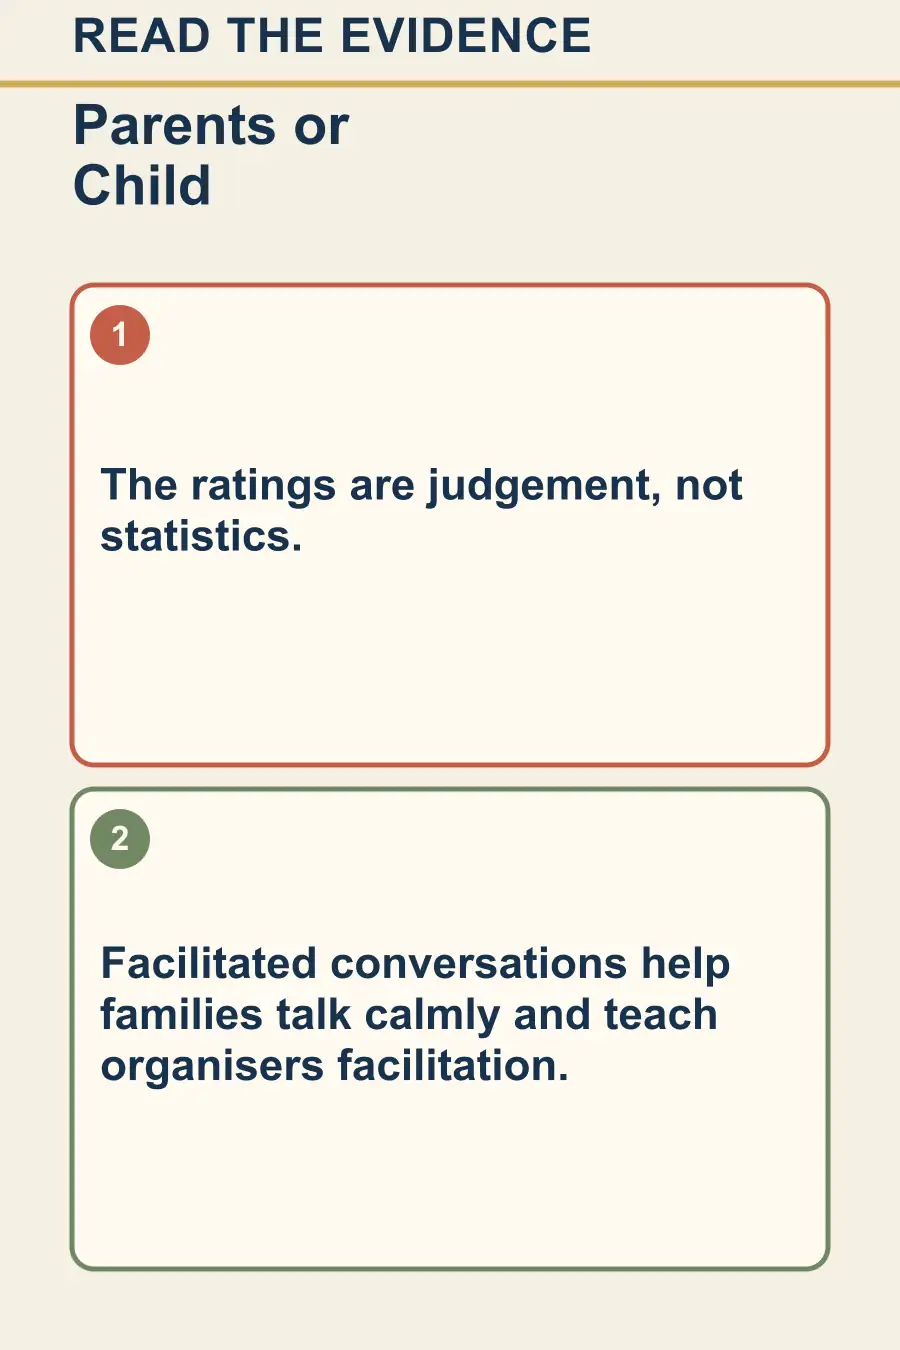 READ THE EVIDENCE
Parents or
Child
1
The ratings are judgement, not
statistics.
2
Facilitated conversations help
families talk calmly and teach
organisers facilitation.